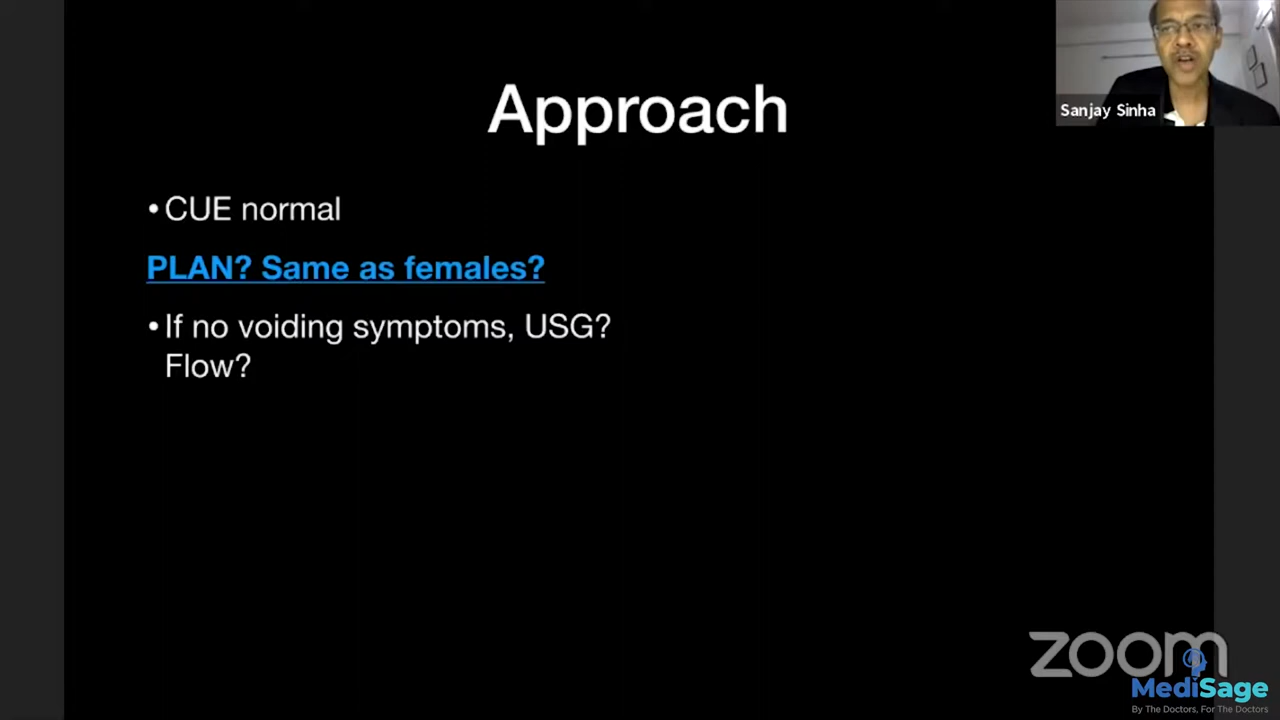 Approach
Sanjay Sinha
• CUE normal
PLAN? Same as females?
• If no voiding symptoms, USG?
Flow?
zoom
MediSage
By The Doctors, For The Doctors